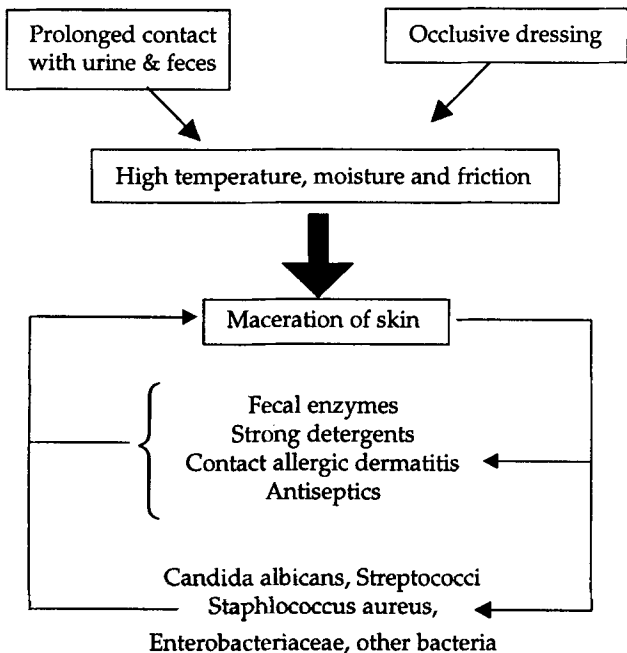 Prolonged contact
with urine & feces
Occlusive dressing
High temperature, moisture and friction
Maceration of skin
Fecal enzymes
Strong detergents
Contact allergic dermatitis
Antiseptics
Candida albicans, Streptococci
Staphlococcus aureus,
Enterobacteriaceae, other bacteria